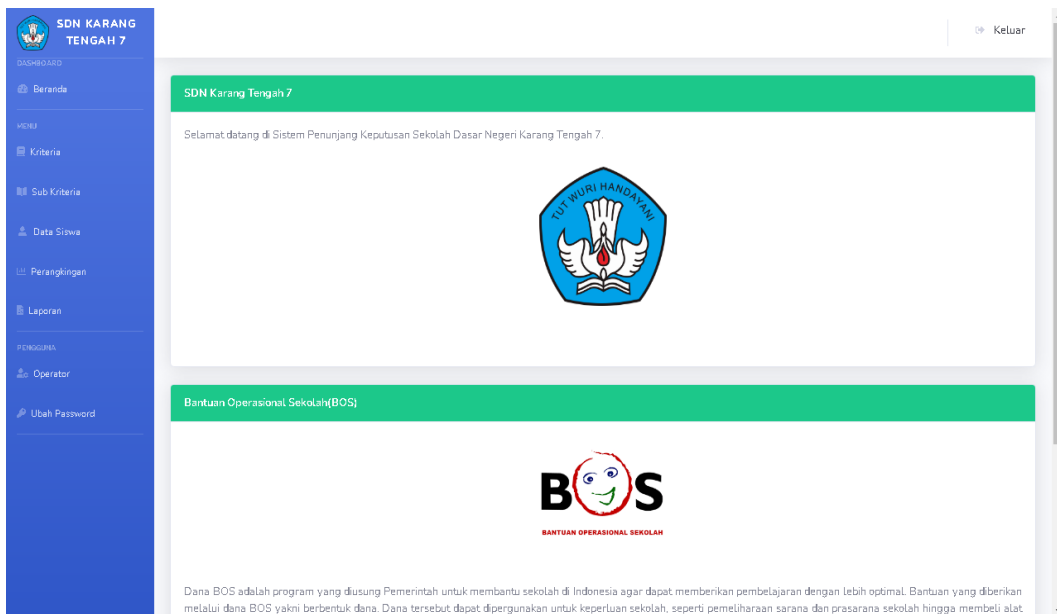 SDN KARANG
TENGAH 7
DASHBOARD
Beranda
MENU
Kriteria
Sub Kriteria
Data Siswa
Perangkingan
Laporan
PENGGUNA
Operator
Ubah Password
Keluar
SDN Karang Tengah 7
Selamat datang di Sistem Penunjang Keputusan Sekolah Dasar Negeri Karang Tengah 7.
TUT WURI HANDAYANI
Bantuan Operasional Sekolah(BOS)
BOS
BANTUAN OPERASIONAL SEKOLAH
Dana BOS adalah program yang diusung Pemerintah untuk membantu sekolah di Indonesia agar dapat memberikan pembelajaran dengan lebih optimal. Bantuan yang diberikan
melalui dana BOS yakni berbentuk dana. Dana tersebut dapat dipergunakan untuk keperluan sekolah, seperti pemeliharaan sarana dan prasarana sekolah hingga membeli alat